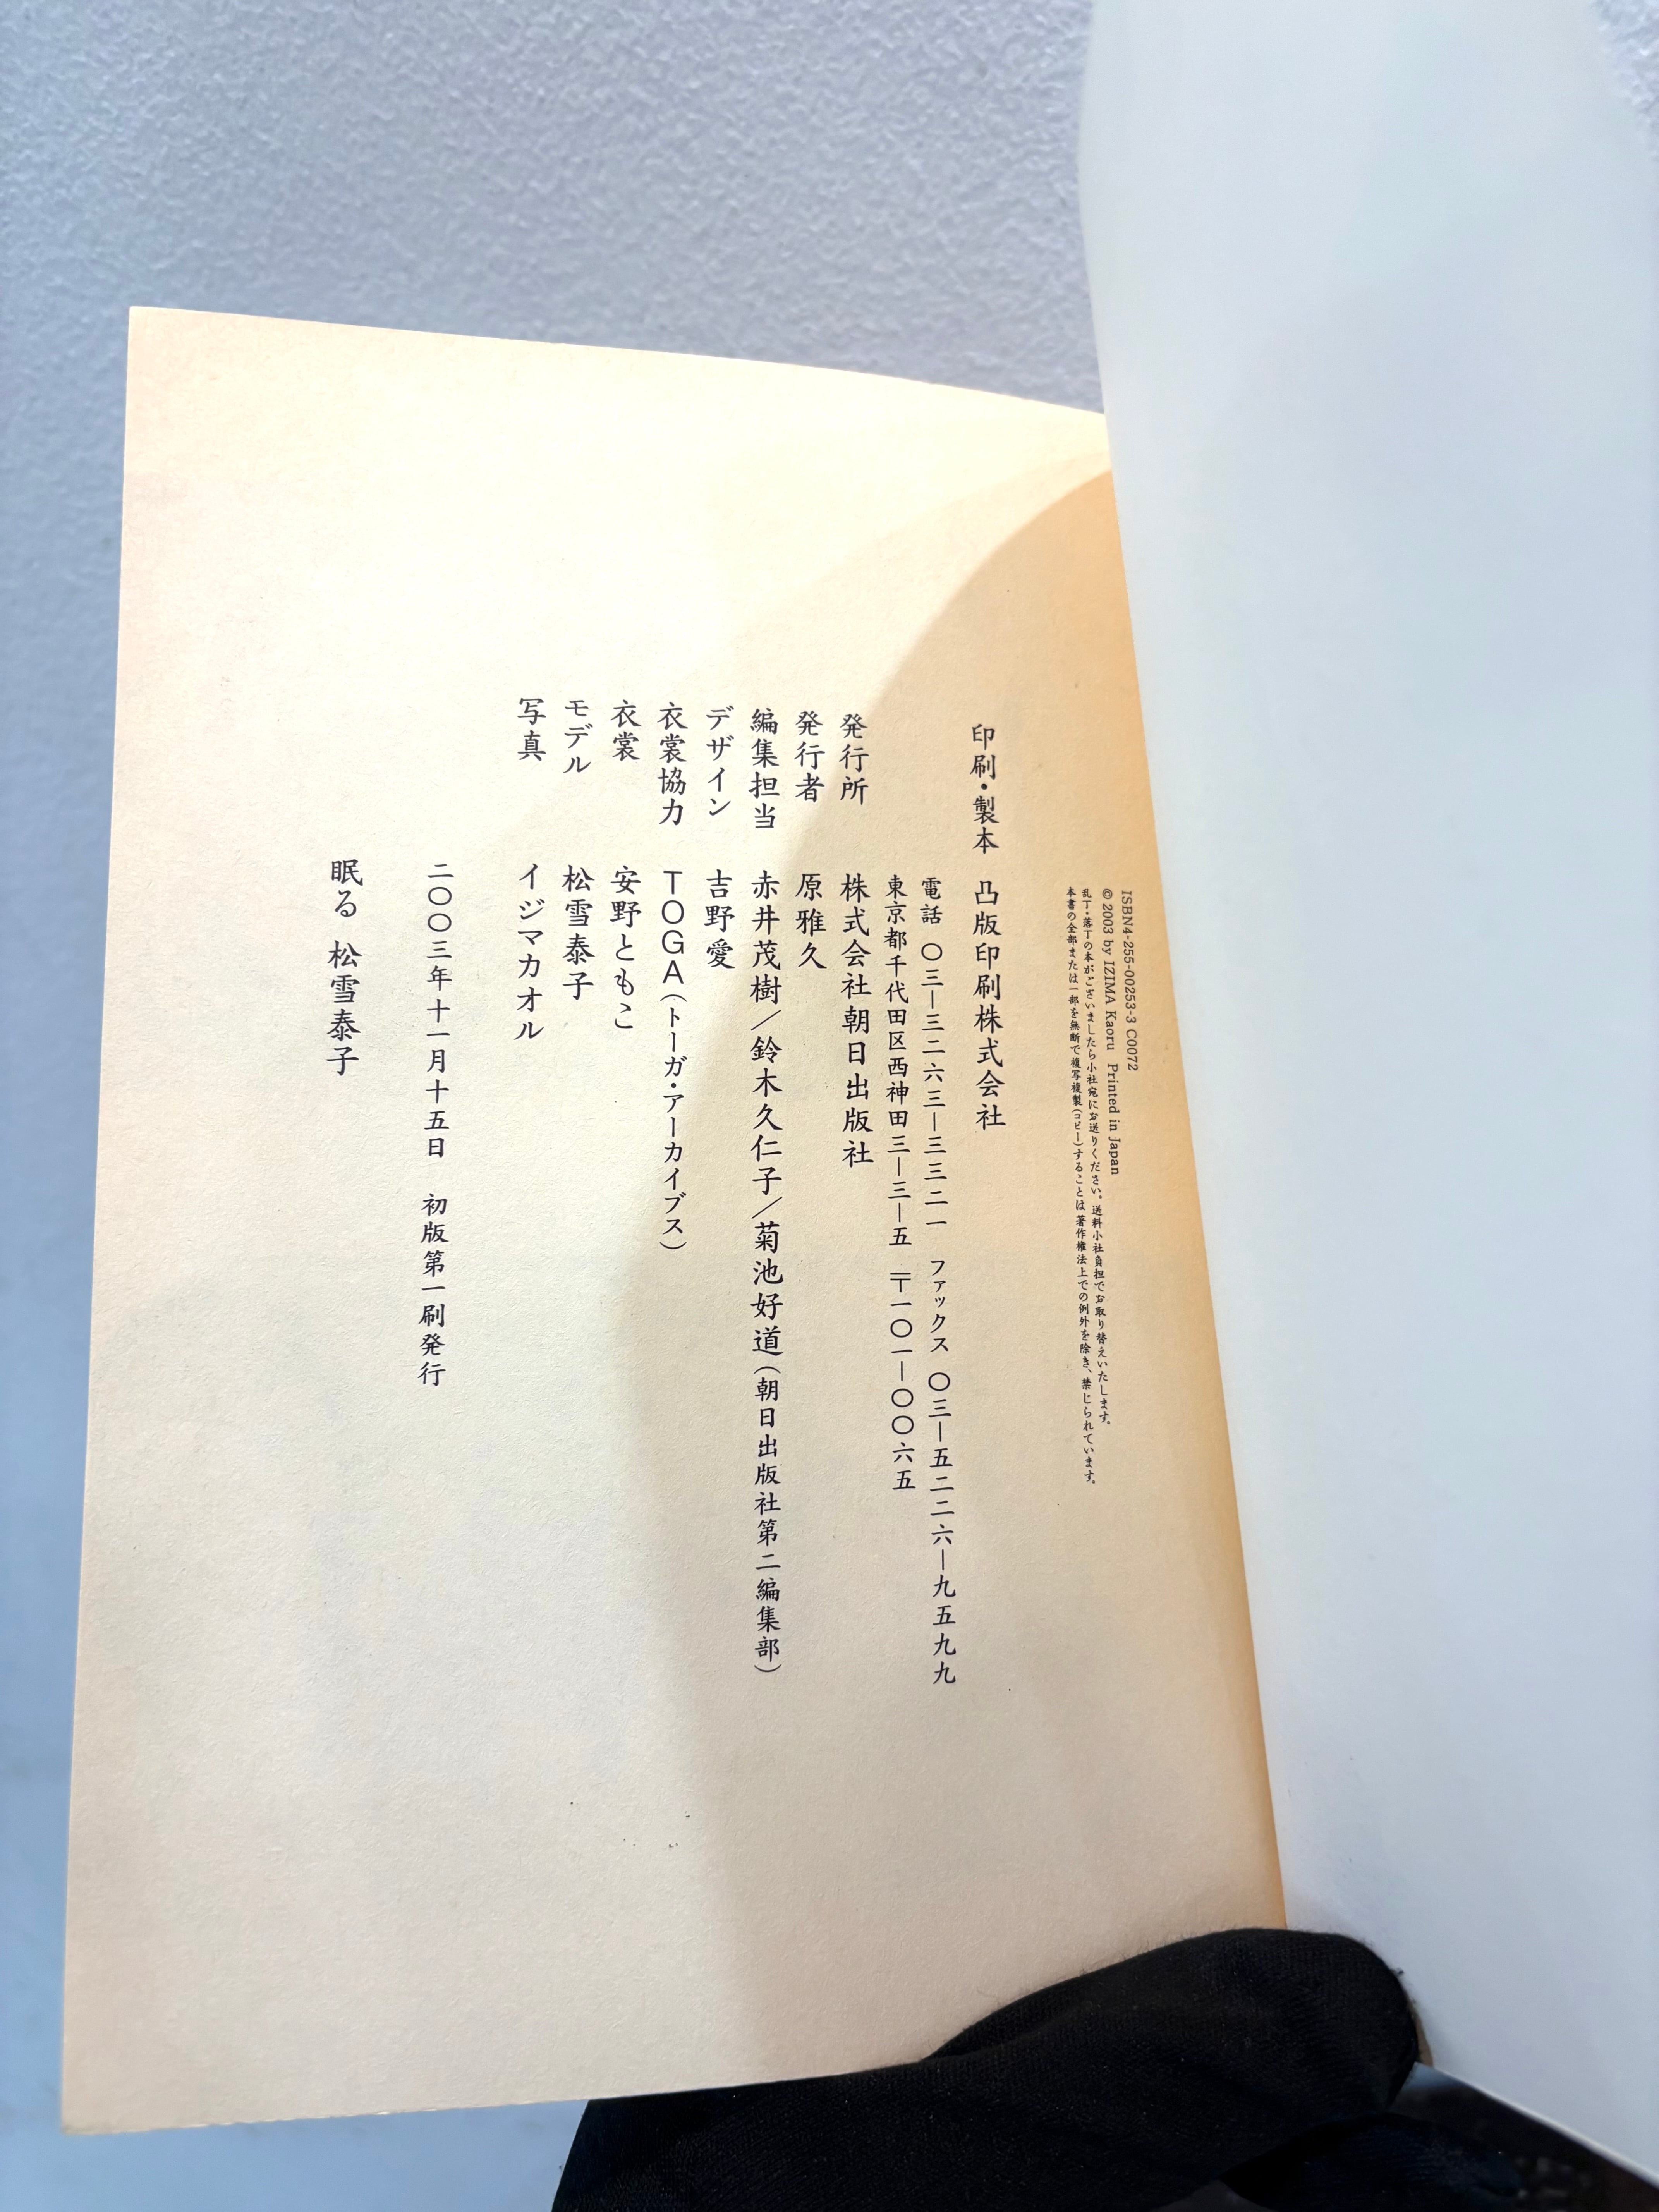 眠る 松雪泰子
二〇〇三年十一月十五日 初版第一刷発行
写真 イジマカオル
モデル 松雪泰子
衣裳 安野ともこ
衣裳協力 TOGA(トーガ・アーカイブス)
デザイン 吉野愛
編集担当 赤井茂樹/鈴木久仁子/菊池好道(朝日出版社第二編集部)
発行者 原雅久
発行所 株式会社朝日出版社
東京都千代田区西神田三―三―五 〒一〇一―〇〇六五
電話 〇三―三二六三―三三二一 ファックス 〇三―五二二六―九五九九
印刷・製本 凸版印刷株式会社
本書の全部または一部を無断で複写複製(コピー)することは著作権法上での例外を除き、禁じられています。
乱丁・落丁の本がございましたら小社宛にお送りください。送料小社負担でお取り替えいたします。
© 2003 by IZIMA Kaoru Printed in Japan
ISBN4-255-00253-3 C0072